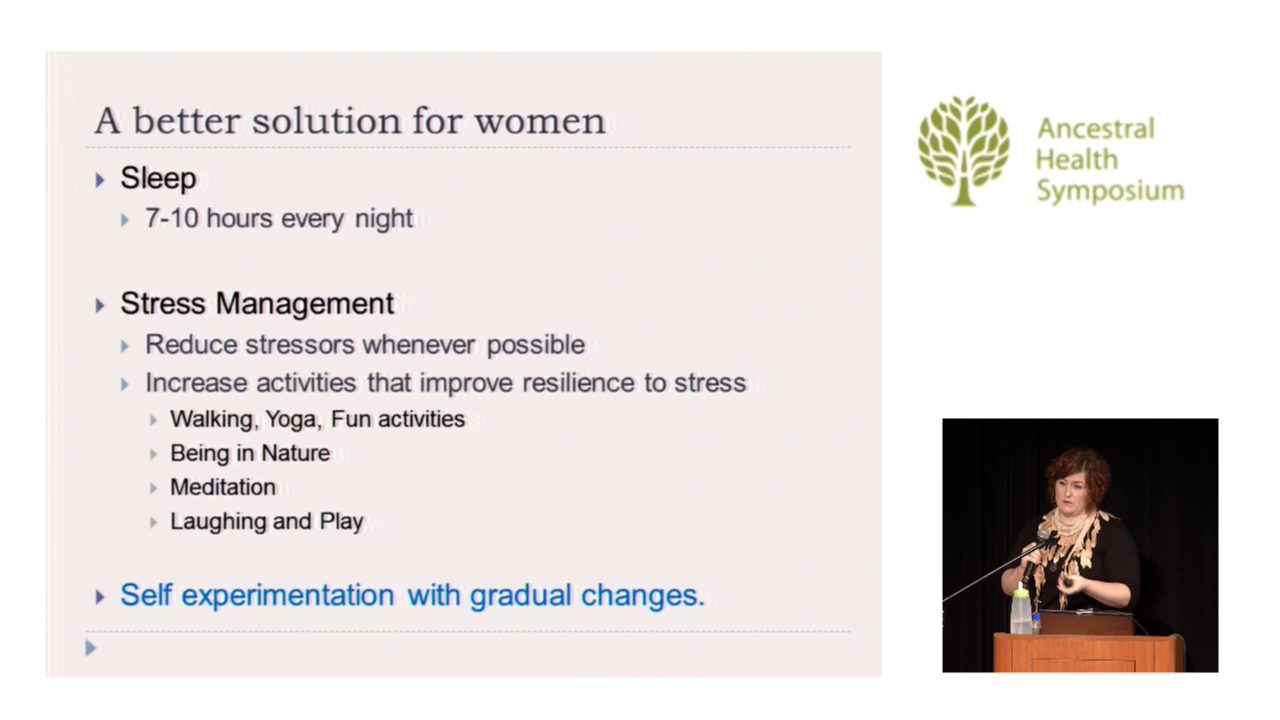 A better solution for women
Sleep
7-10 hours every night
Stress Management
Reduce stressors whenever possible
Increase activities that improve resilience to stress
Walking, Yoga, Fun activities
Being in Nature
Meditation
Laughing and Play
Self experimentation with gradual changes.
Ancestral
Health
Symposium